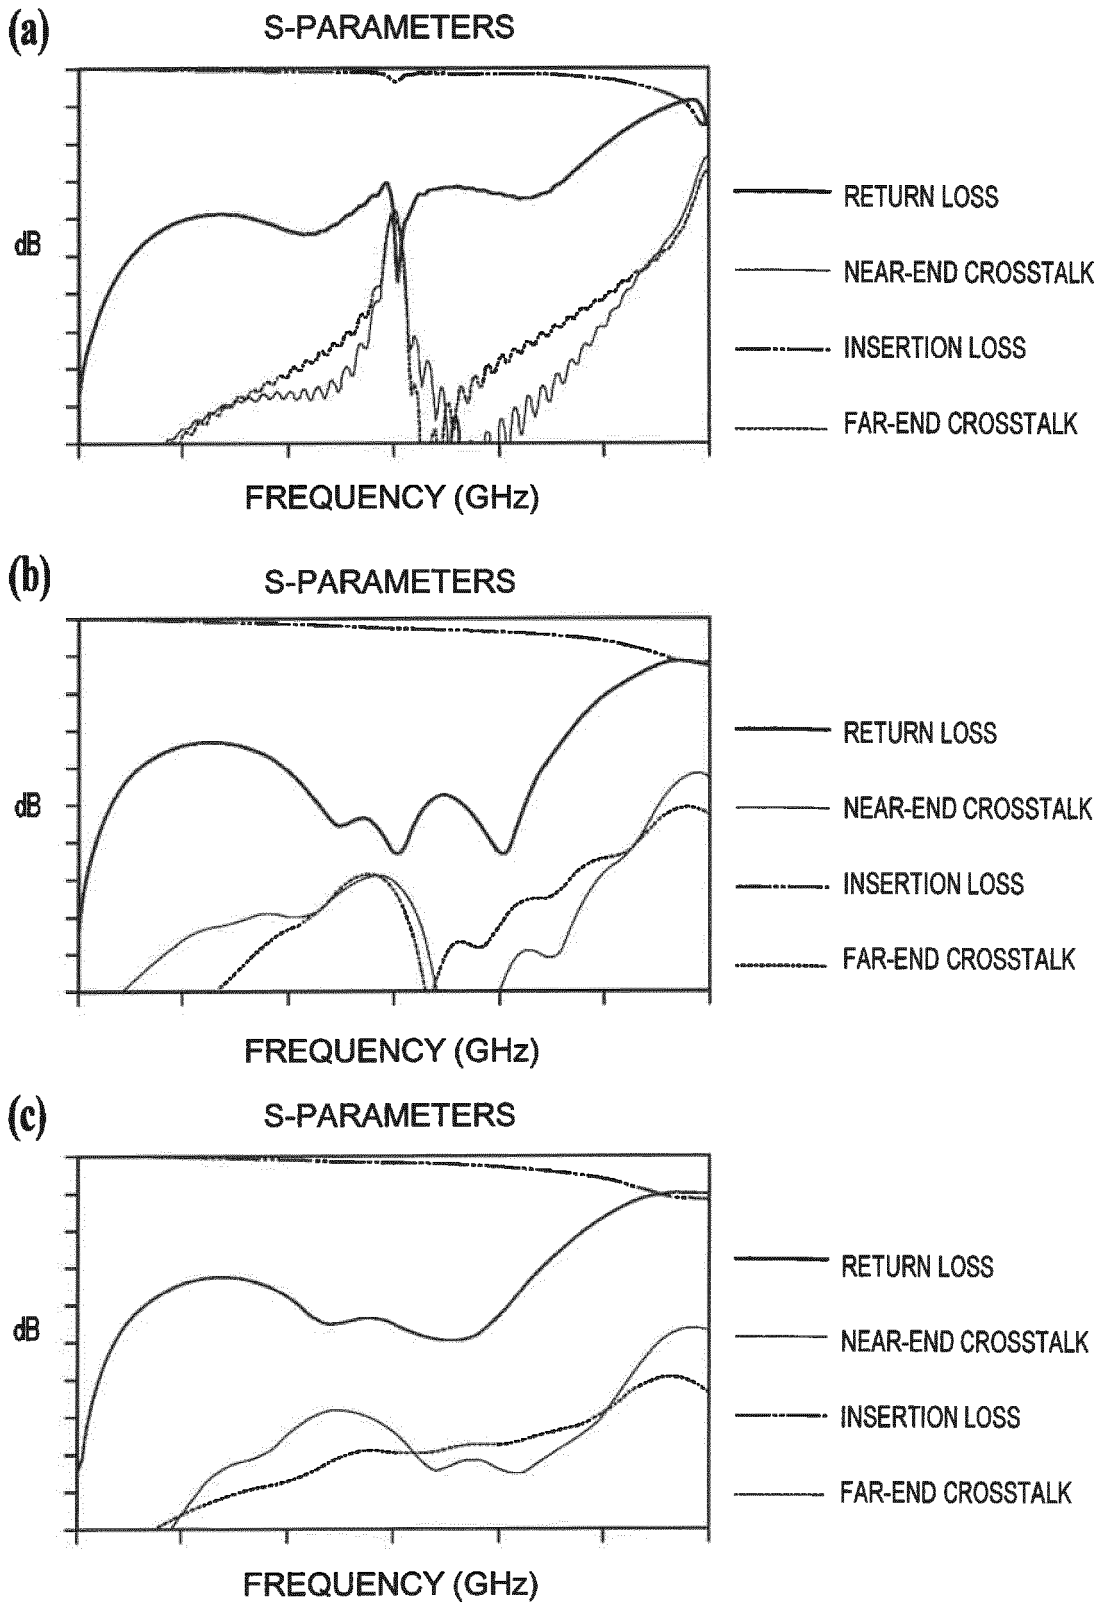 (a)
S-PARAMETERS
dB
RETURN LOSS
NEAR-END CROSSTALK
INSERTION LOSS
FAR-END CROSSTALK
FREQUENCY (GHz)
(b)
S-PARAMETERS
dB
RETURN LOSS
NEAR-END CROSSTALK
INSERTION LOSS
FAR-END CROSSTALK
FREQUENCY (GHz)
(c)
S-PARAMETERS
dB
RETURN LOSS
NEAR-END CROSSTALK
INSERTION LOSS
FAR-END CROSSTALK
FREQUENCY (GHz)